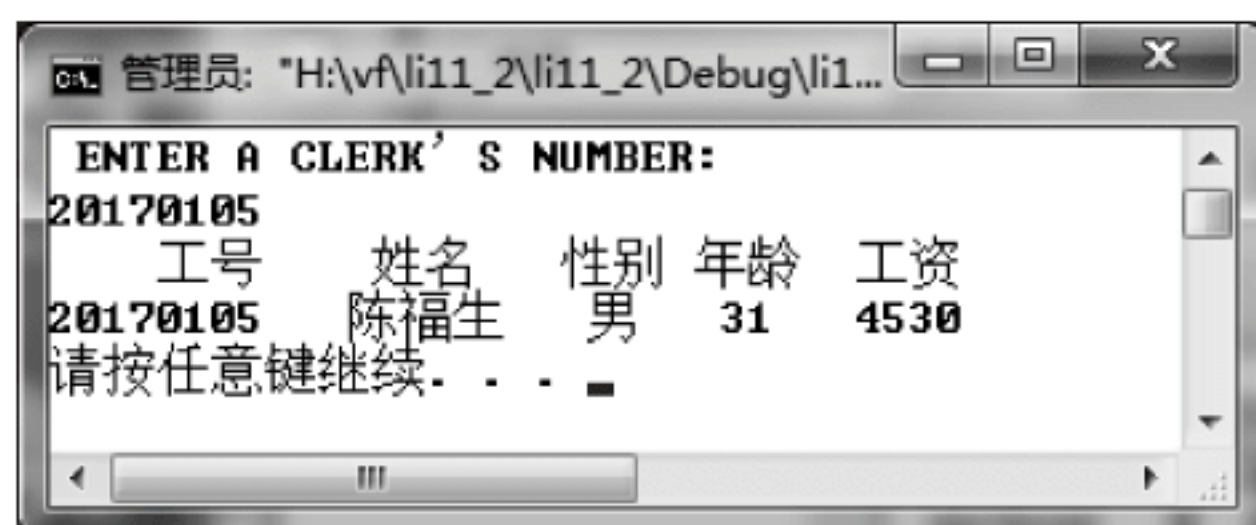 管理员: "H:\vf\li11_2\li11_2\Debug\li1...
ENTER A CLERK’ S NUMBER:
20170105
工号 姓名 性别 年龄 工资
20170105 陈福生 男 31 4530
请按任意键继续. . .